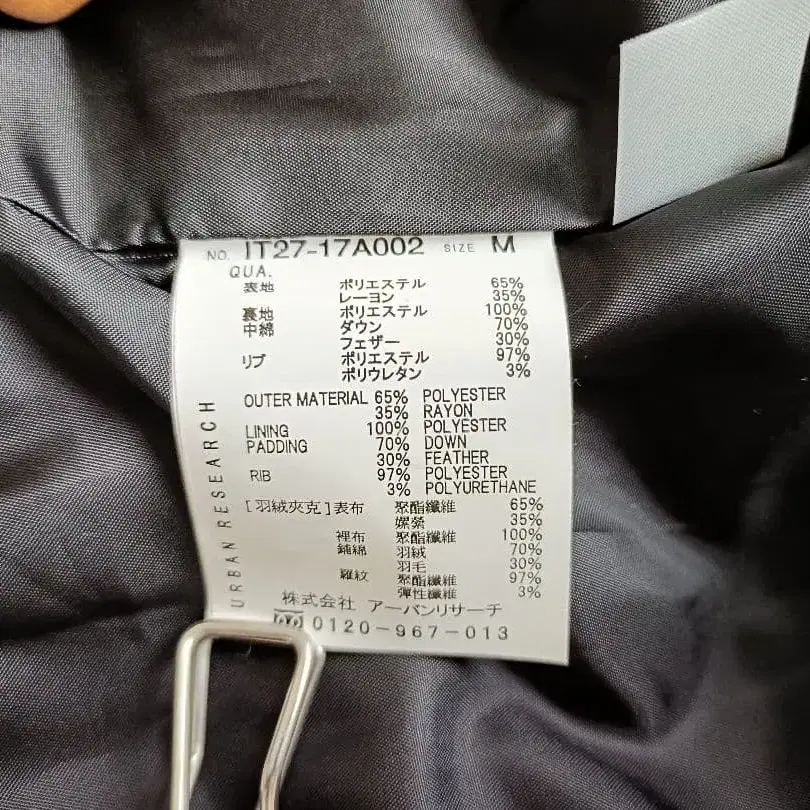 NO. IT27-17A002 SIZE M
QUA.
表地 ポリエステル 65%
レーヨン 35%
裏地 ポリエステル 100%
中綿 ダウン 70%
フェザー 30%
リブ ポリエステル 97%
ポリウレタン 3%
OUTER MATERIAL 65% POLYESTER
35% RAYON
LINING 100% POLYESTER
PADDING 70% DOWN
30% FEATHER
RIB 97% POLYESTER
3% POLYURETHANE
[羽絨夾克]表布 聚酯纖維 65%
嫘縈 35%
裡布 聚酯纖維 100%
鋪綿 羽絨 70%
羽毛 30%
羅紋 聚酯纖維 97%
彈性纖維 3%
株式会社 アーバンリサーチ
0120-967-013
URBAN RESEARCH